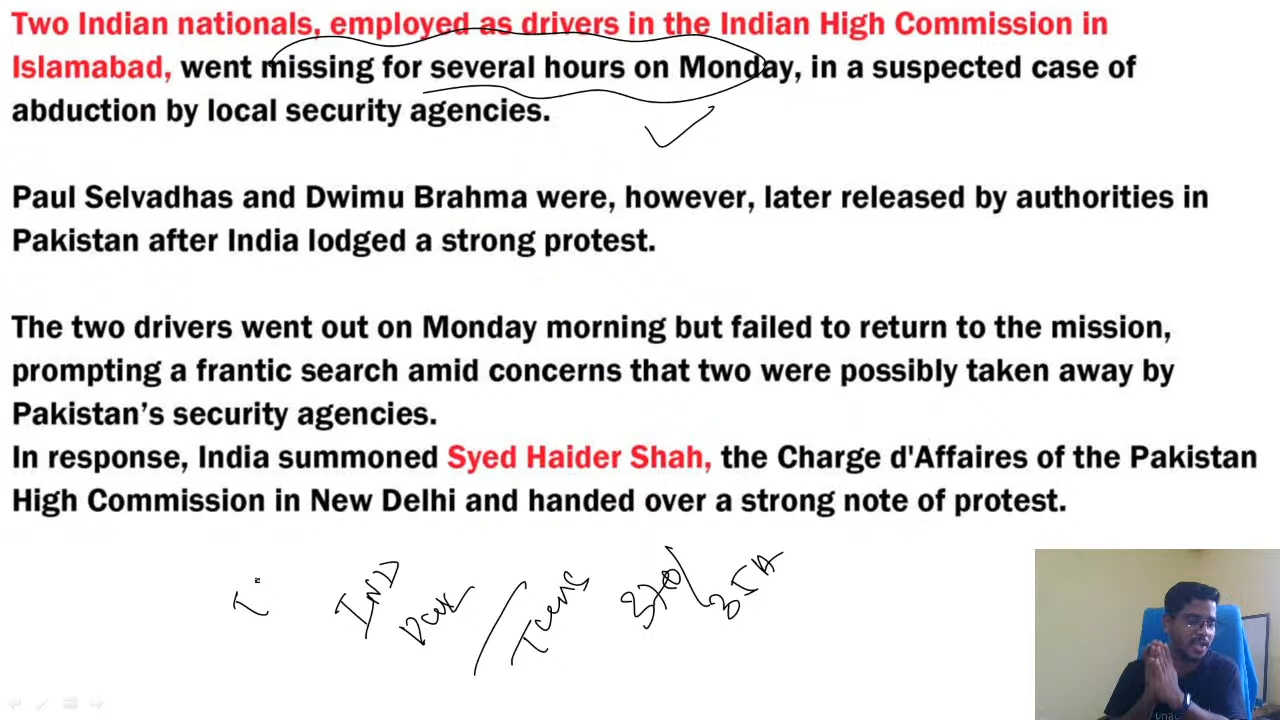 Two Indian nationals, employed as drivers in the Indian High Commission in
Islamabad, went missing for several hours on Monday, in a suspected case of
abduction by local security agencies.
Paul Selvadhas and Dwimu Brahma were, however, later released by authorities in
Pakistan after India lodged a strong protest.
The two drivers went out on Monday morning but failed to return to the mission,
prompting a frantic search amid concerns that two were possibly taken away by
Pakistan’s security agencies.
In response, India summoned Syed Haider Shah, the Charge d'Affaires of the Pakistan
High Commission in New Delhi and handed over a strong note of protest.
IND 370/35A